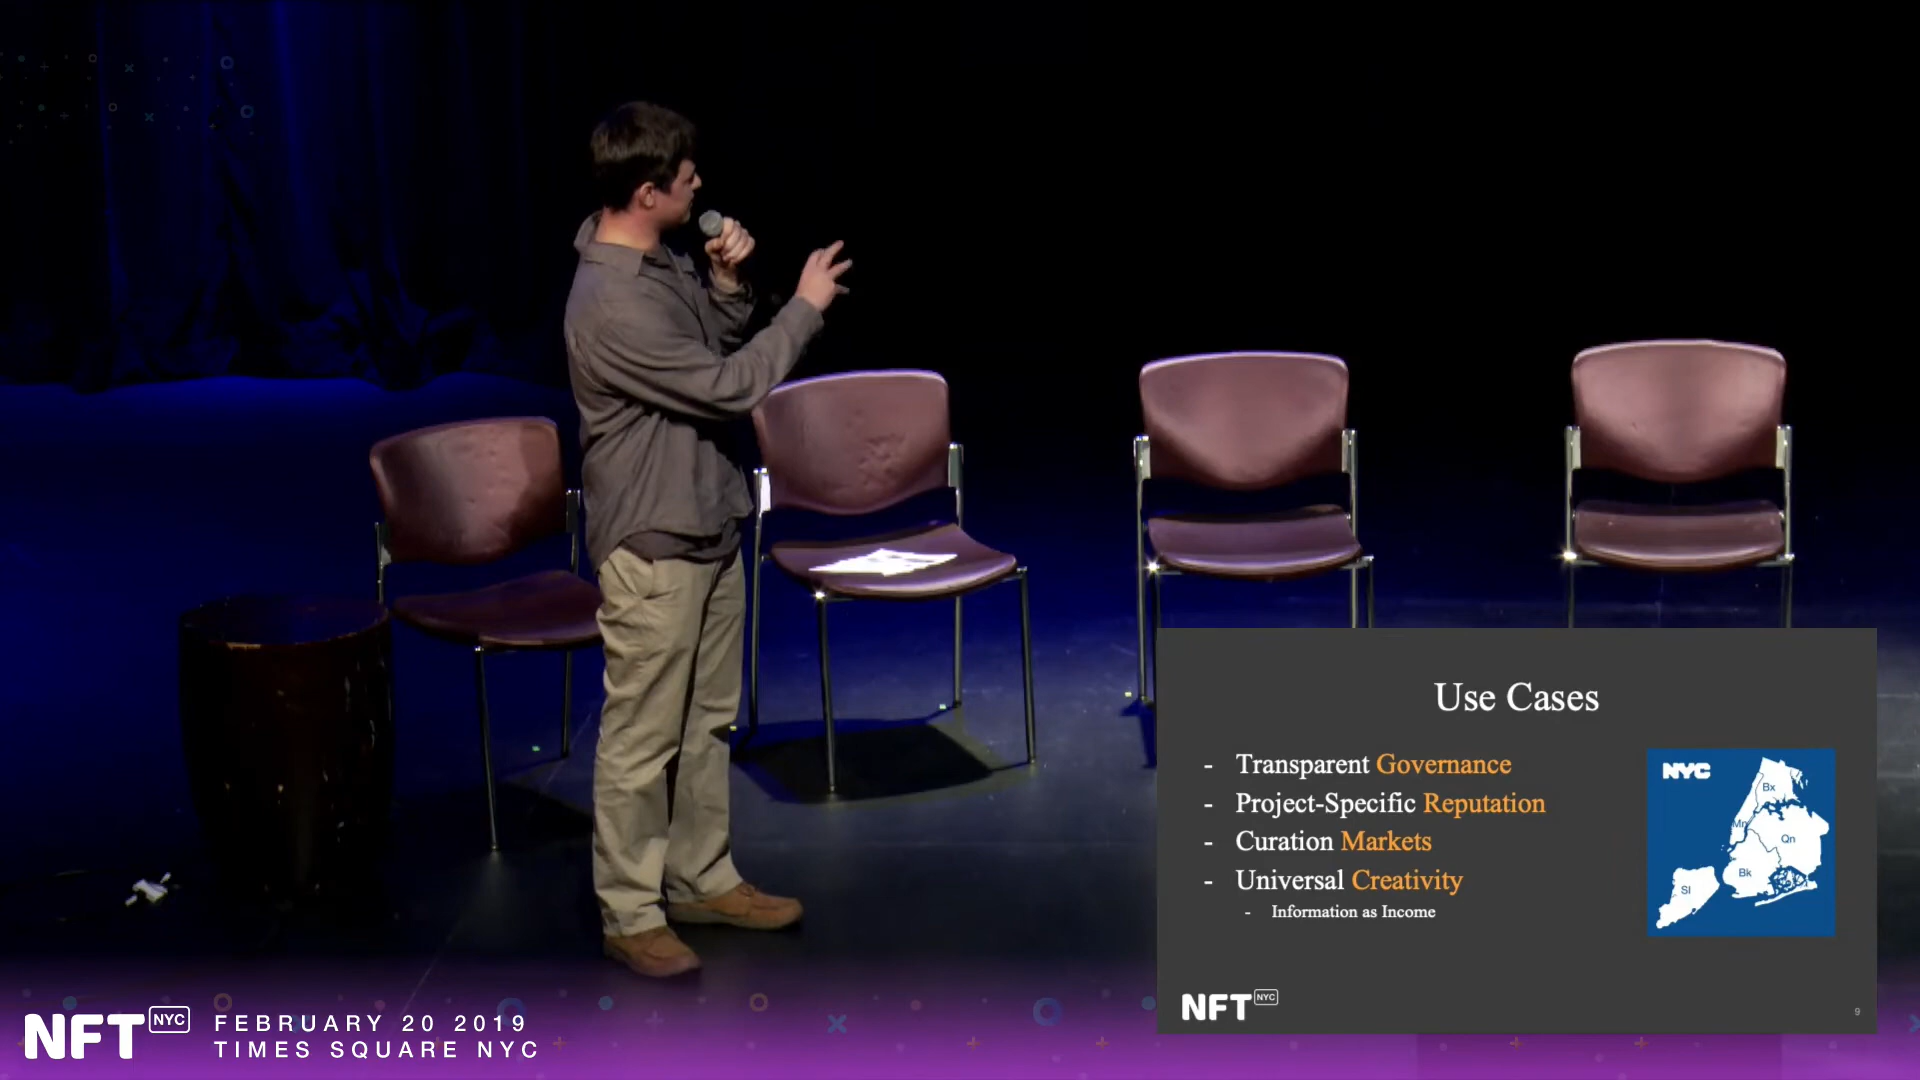 Use Cases
- Transparent Governance
- Project-Specific Reputation
- Curation Markets
- Universal Creativity
- Information as Income
NYC
Bx
Mn
Qn
Bk
SI
NFT NYC
9
NFT NYC
FEBRUARY 20 2019
TIMES SQUARE NYC